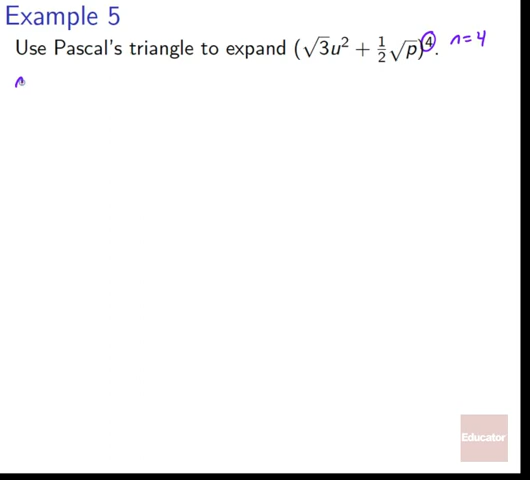 Example 5
Use Pascal's triangle to expand (√3u² + ½√p)⁴. n=4
Educator